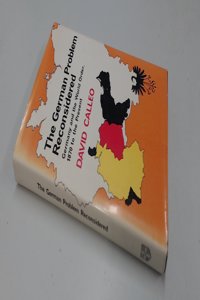 The German Problem
Reconsidered
Germany and the World Order,
1870 to the Present
DAVID CALLEO
The German Problem Reconsidered